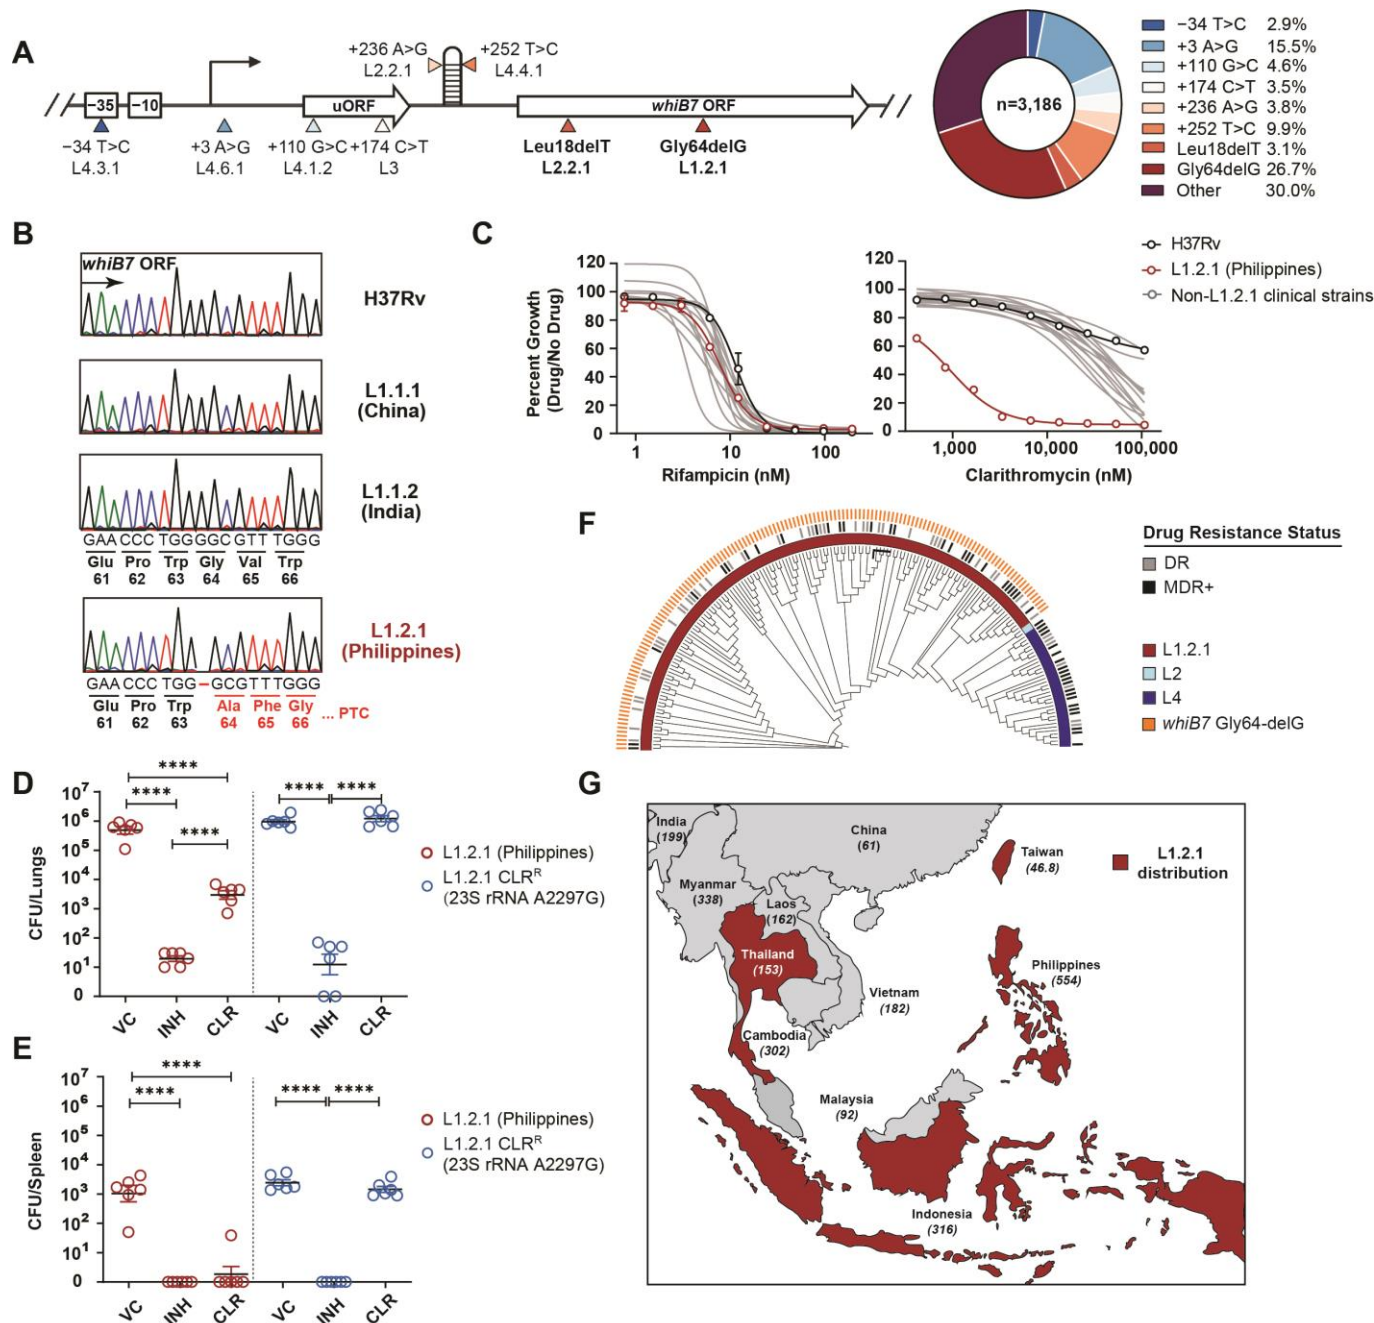 A
+236 A>G
L2.2.1
+252 T>C
L4.4.1
−35
−10
uORF
whiB7 ORF
−34 T>C
L4.3.1
+3 A>G
L4.6.1
+110 G>C
L4.1.2
+174 C>T
L3
Leu18delT
L2.2.1
Gly64delG
L1.2.1
n=3,186
−34 T>C 2.9%
+3 A>G 15.5%
+110 G>C 4.6%
+174 C>T 3.5%
+236 A>G 3.8%
+252 T>C 9.9%
Leu18delT 3.1%
Gly64delG 26.7%
Other 30.0%
B
whiB7 ORF
H37Rv
L1.1.1
(China)
L1.1.2
(India)
GAA CCC TGG GGC GTT TGGG
Glu Pro Trp Gly Val Trp
61 62 63 64 65 66
L1.2.1
(Philippines)
GAA CCC TGG – GCG TTT GGG
Glu Pro Trp Ala Phe Gly ... PTC
61 62 63 64 65 66
C
Percent Growth
(Drug/No Drug)
120
100
80
60
40
20
0
1 10 100
Rifampicin (nM)
120
100
80
60
40
20
0
1,000 10,000 100,000
Clarithromycin (nM)
H37Rv
L1.2.1 (Philippines)
Non-L1.2.1 clinical strains
D
CFU/Lungs
10⁷
10⁶
10⁵
10⁴
10³
10²
10¹
0
****
****
****
****
****
VC INH CLR VC INH CLR
L1.2.1 (Philippines)
L1.2.1 CLRᴿ
(23S rRNA A2297G)
E
CFU/Spleen
10⁷
10⁶
10⁵
10⁴
10³
10²
10¹
0
****
****
****
****
VC INH CLR VC INH CLR
L1.2.1 (Philippines)
L1.2.1 CLRᴿ
(23S rRNA A2297G)
F
Drug Resistance Status
DR
MDR+
L1.2.1
L2
L4
whiB7 Gly64-delG
G
India
(199)
China
(61)
Taiwan
(46.8)
L1.2.1
distribution
Myanmar
(338)
Laos
(162)
Thailand
(153)
Philippines
(554)
Vietnam
(182)
Cambodia
(302)
Malaysia
(92)
Indonesia
(316)